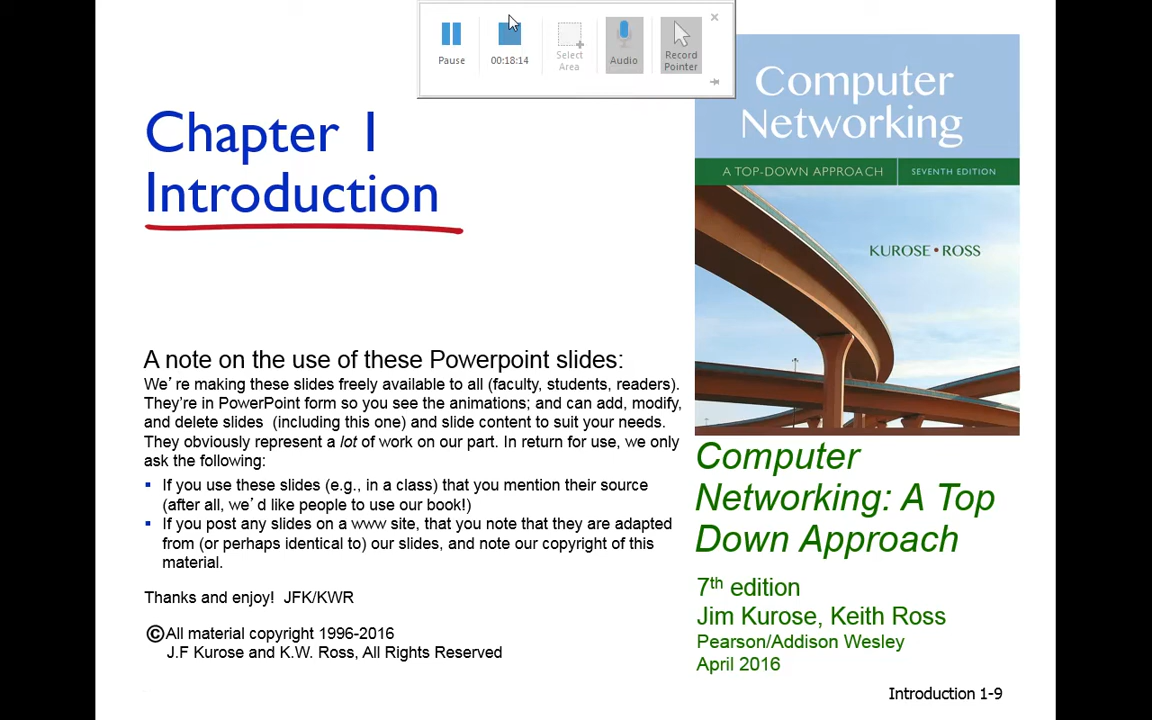 Pause
00:18:14
Select
Area
Audio
Record
Pointer
Computer
Networking
A TOP-DOWN APPROACH
SEVENTH EDITION
KUROSE • ROSS
Chapter 1
Introduction
A note on the use of these Powerpoint slides:
We’re making these slides freely available to all (faculty, students, readers).
They’re in PowerPoint form so you see the animations; and can add, modify,
and delete slides (including this one) and slide content to suit your needs.
They obviously represent a lot of work on our part. In return for use, we only
ask the following:
▪ If you use these slides (e.g., in a class) that you mention their source
(after all, we’d like people to use our book!)
▪ If you post any slides on a www site, that you note that they are adapted
from (or perhaps identical to) our slides, and note our copyright of this
material.
Thanks and enjoy! JFK/KWR
©All material copyright 1996-2016
J.F Kurose and K.W. Ross, All Rights Reserved
Computer
Networking: A Top
Down Approach
7th edition
Jim Kurose, Keith Ross
Pearson/Addison Wesley
April 2016
Introduction 1-9